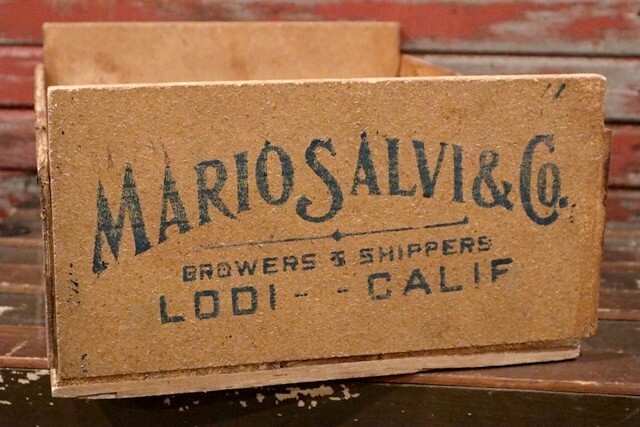 MARIO SALVI & CO.
GROWERS & SHIPPERS
LODI - - CALIF